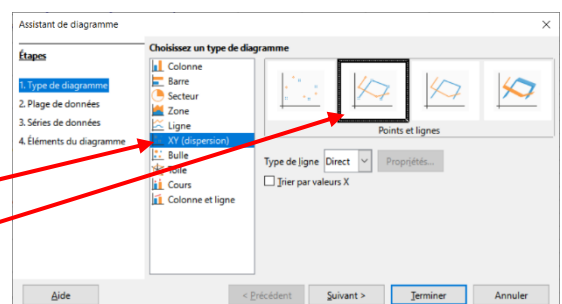 Assistant de diagramme
Étapes
1. Type de diagramme
2. Plage de données
3. Séries de données
4. Éléments du diagramme
Choisissez un type de diagramme
Colonne
Barre
Secteur
Zone
Ligne
XY (dispersion)
Bulle
Toile
Cours
Colonne et ligne
Points et lignes
Type de ligne Direct Propriétés...
Trier par valeurs X
Aide
< Précédent
Suivant >
Terminer
Annuler